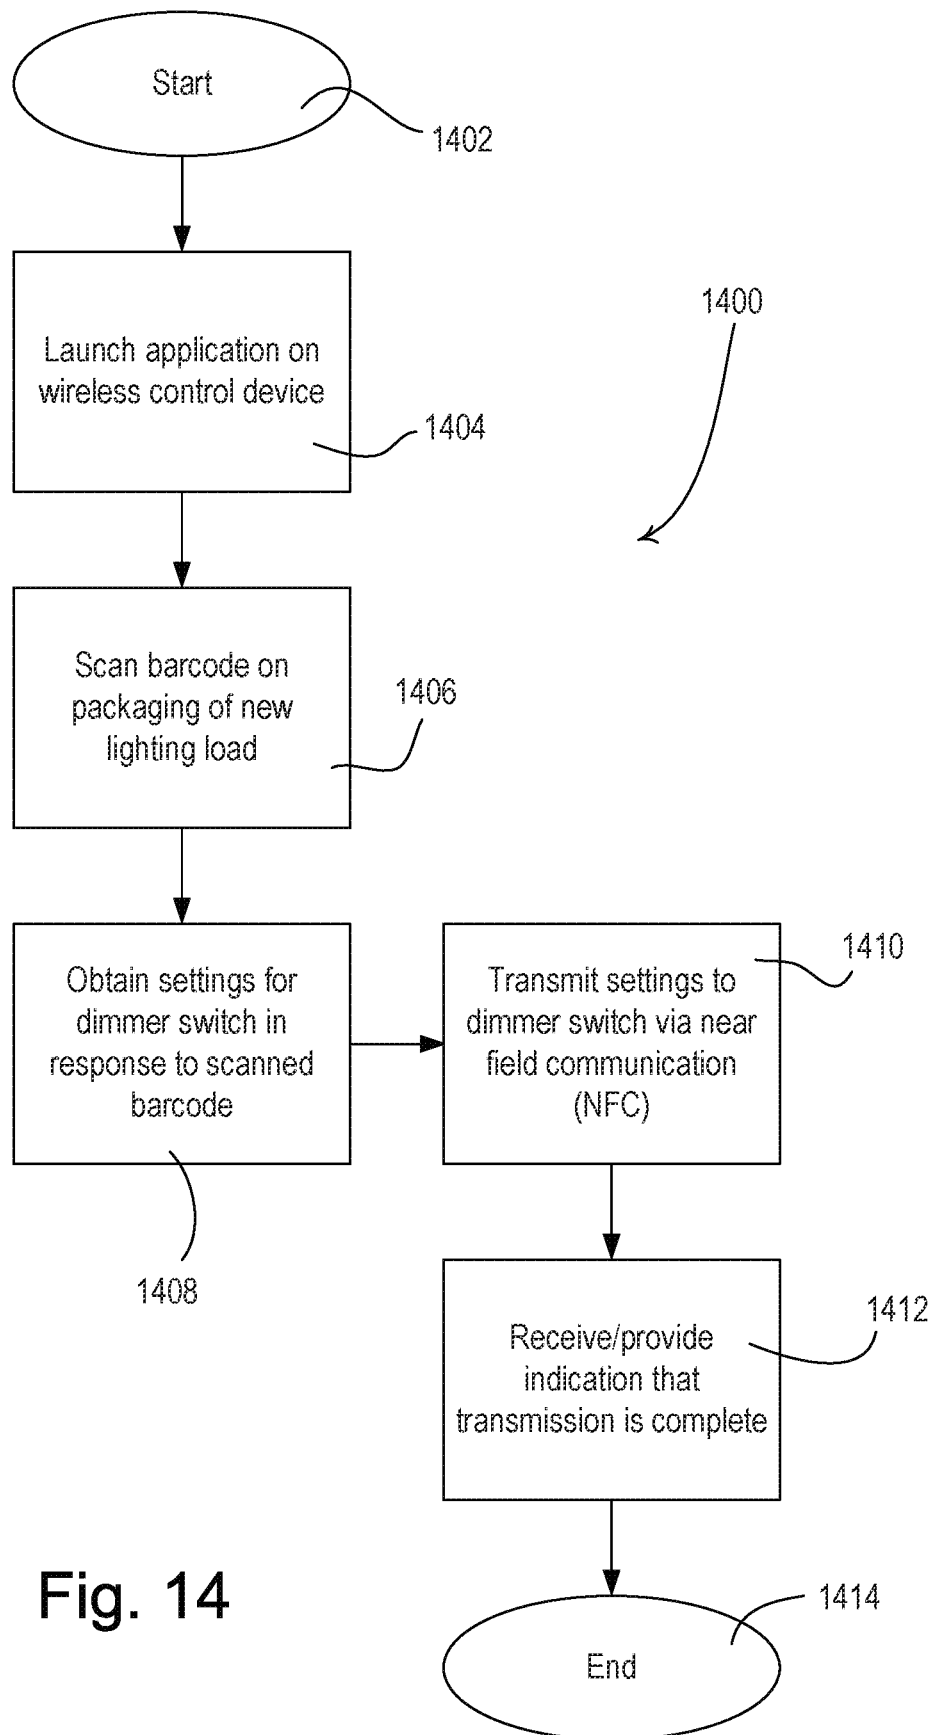 Start
1402
1400
Launch application on
wireless control device
1404
Scan barcode on
packaging of new
lighting load
1406
Obtain settings for
dimmer switch in
response to scanned
barcode
1408
Transmit settings to
dimmer switch via near
field communication
(NFC)
1410
Receive/provide
indication that
transmission is complete
1412
End
1414
Fig. 14